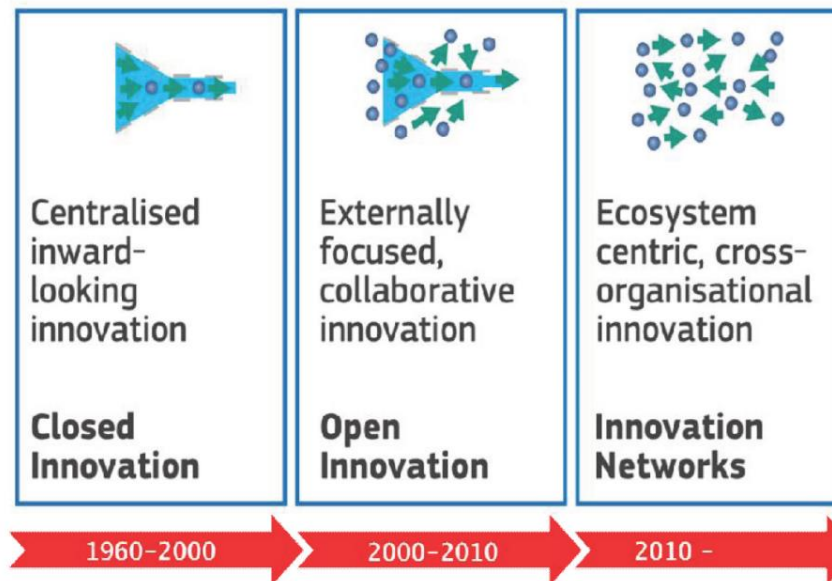 Centralised
inward-
looking
innovation
Closed
Innovation
1960-2000
Externally
focused,
collaborative
innovation
Open
Innovation
2000-2010
Ecosystem
centric, cross-
organisational
innovation
Innovation
Networks
2010 -